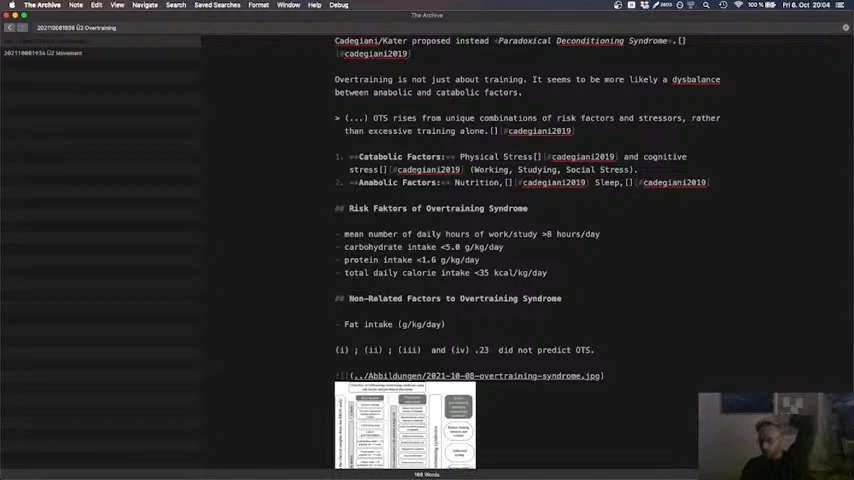 The Archive Note Edit View Navigate Search Saved Searches Format Window Help Debug 100 % Fr 8. Oct 20:04
The Archive
202110081938 Ü2 Overtraining
202110081934 Ü2 Movement
Cadegiani/Kater proposed instead *Paradoxical Deconditioning Syndrome*.[]
[#cadegiani2019]
Overtraining is not just about training. It seems to be more likely a dysbalance
between anabolic and catabolic factors.
> (...) OTS rises from unique combinations of risk factors and stressors, rather
than excessive training alone.[][#cadegiani2019]
1. **Catabolic Factors:** Physical Stress[][#cadegiani2019] and cognitive
stress[][#cadegiani2019] (Working, Studying, Social Stress).
2. **Anabolic Factors:** Nutrition,[][#cadegiani2019] Sleep,[][#cadegiani2019]
## Risk Faktors of Overtraining Syndrome
- mean number of daily hours of work/study >8 hours/day
- carbohydrate intake <5.0 g/kg/day
- protein intake <1.6 g/kg/day
- total daily calorie intake <35 kcal/kg/day
## Non-Related Factors to Overtraining Syndrome
- Fat intake (g/kg/day)
(i) ; (ii) ; (iii) and (iv) .23 did not predict OTS.
![](../Abbildungen/2021-10-08-overtraining-syndrome.jpg)
168 Words